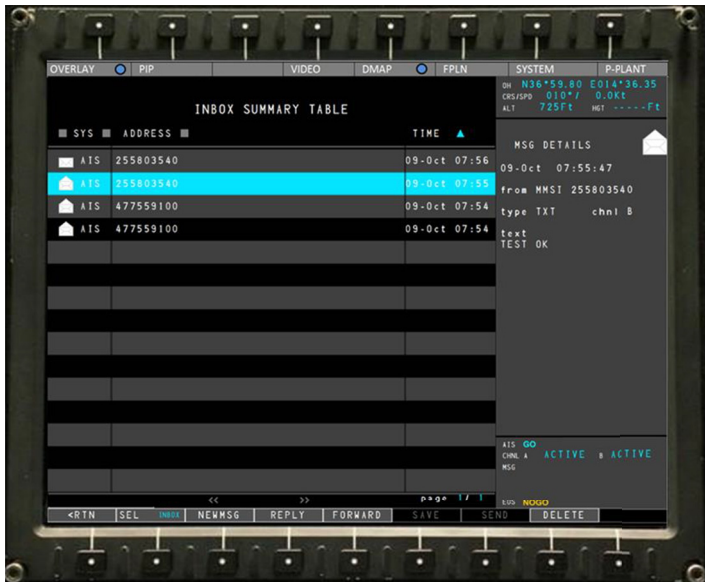 OVERLAY PIP VIDEO DMAP FPLN SYSTEM P-PLANT
OH N36°59.80 E014°36.35
CRS/SPD 010°/ 0.0Kt
ALT 725Ft HGT -----Ft
INBOX SUMMARY TABLE
SYS ADDRESS TIME
AIS 255803540 09-Oct 07:56
AIS 255803540 09-Oct 07:55
AIS 477559100 09-Oct 07:54
AIS 477559100 09-Oct 07:54
MSG DETAILS
09-Oct 07:55:47
from MMSI 255803540
type TXT chnl B
text
TEST OK
AIS GO
CHNL A ACTIVE B ACTIVE
MSG
NOGO
<< >> page 1/ 1
<RTN SEL INBOX NEWMSG REPLY FORWARD SAVE SEND DELETE